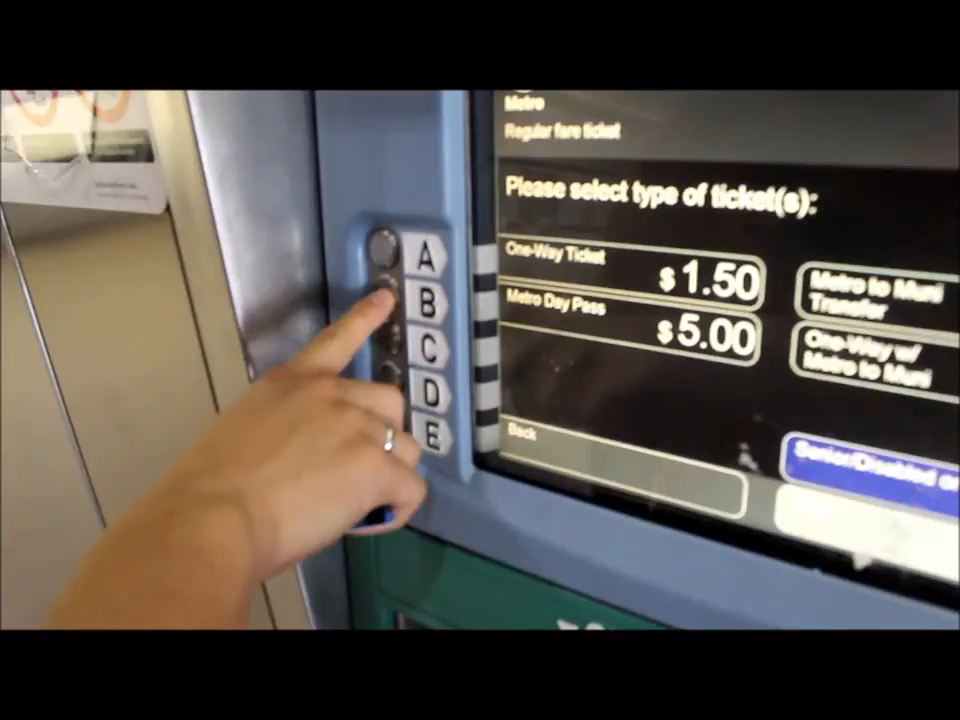 Metro
Regular fare ticket
Please select type of ticket(s):
A
One-Way Ticket
$1.50
Metro to Muni
Transfer
B
Metro Day Pass
$5.00
One-Way w/
Metro to Muni
C
D
E
Back
Senior/Disabled